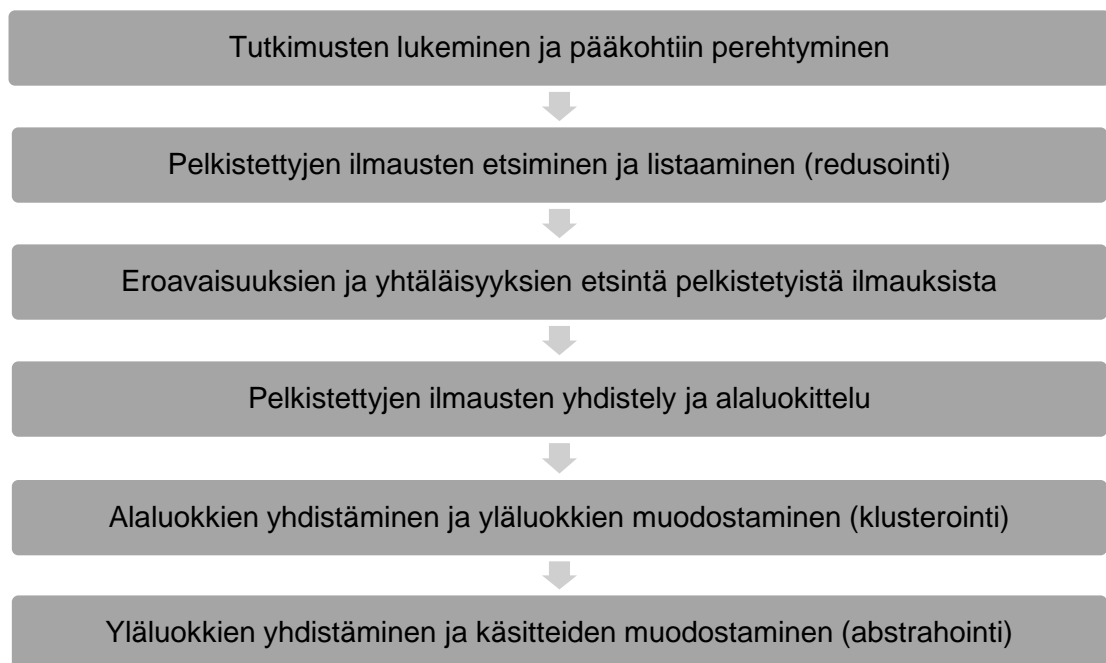 Tutkimusten lukeminen ja pääkohtiin perehtyminen
Pelkistettyjen ilmausten etsiminen ja listaaminen (redusointi)
Eroavaisuuksien ja yhtäläisyyksien etsintä pelkistetyistä ilmauksista
Pelkistettyjen ilmausten yhdistely ja alaluokittelu
Alaluokkien yhdistäminen ja yläluokkien muodostaminen (klusterointi)
Yläluokkien yhdistäminen ja käsitteiden muodostaminen (abstrahointi)